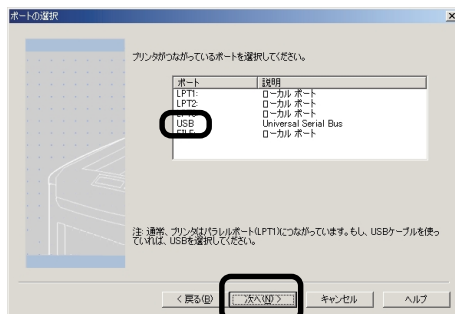 ポートの選択
プリンタがつながっているポートを選択してください。
ポート 説明
LPT1: ローカル ポート
LPT2: ローカル ポート
ローカル ポート
USB Universal Serial Bus
ローカル ポート
注: 通常、プリンタはパラレルポート(LPT1)につながっています。もし、USBケーブルを使っ
ていれば、USBを選択してください。
< 戻る(B) 次へ(N) > キャンセル ヘルプ